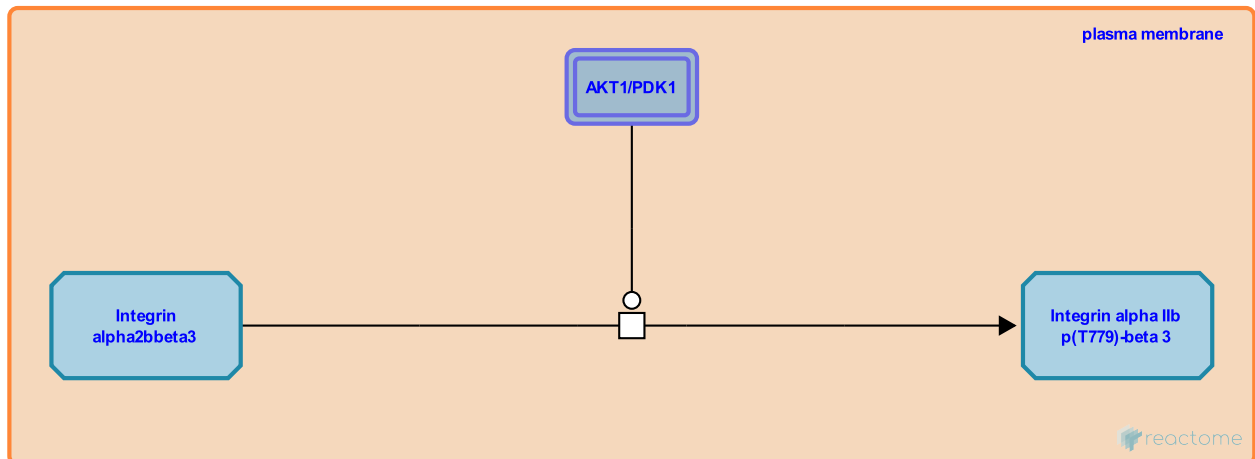 plasma membrane
AKT1/PDK1
Integrin
alpha2bbeta3
Integrin alpha IIb
p(T779)-beta 3
reactome